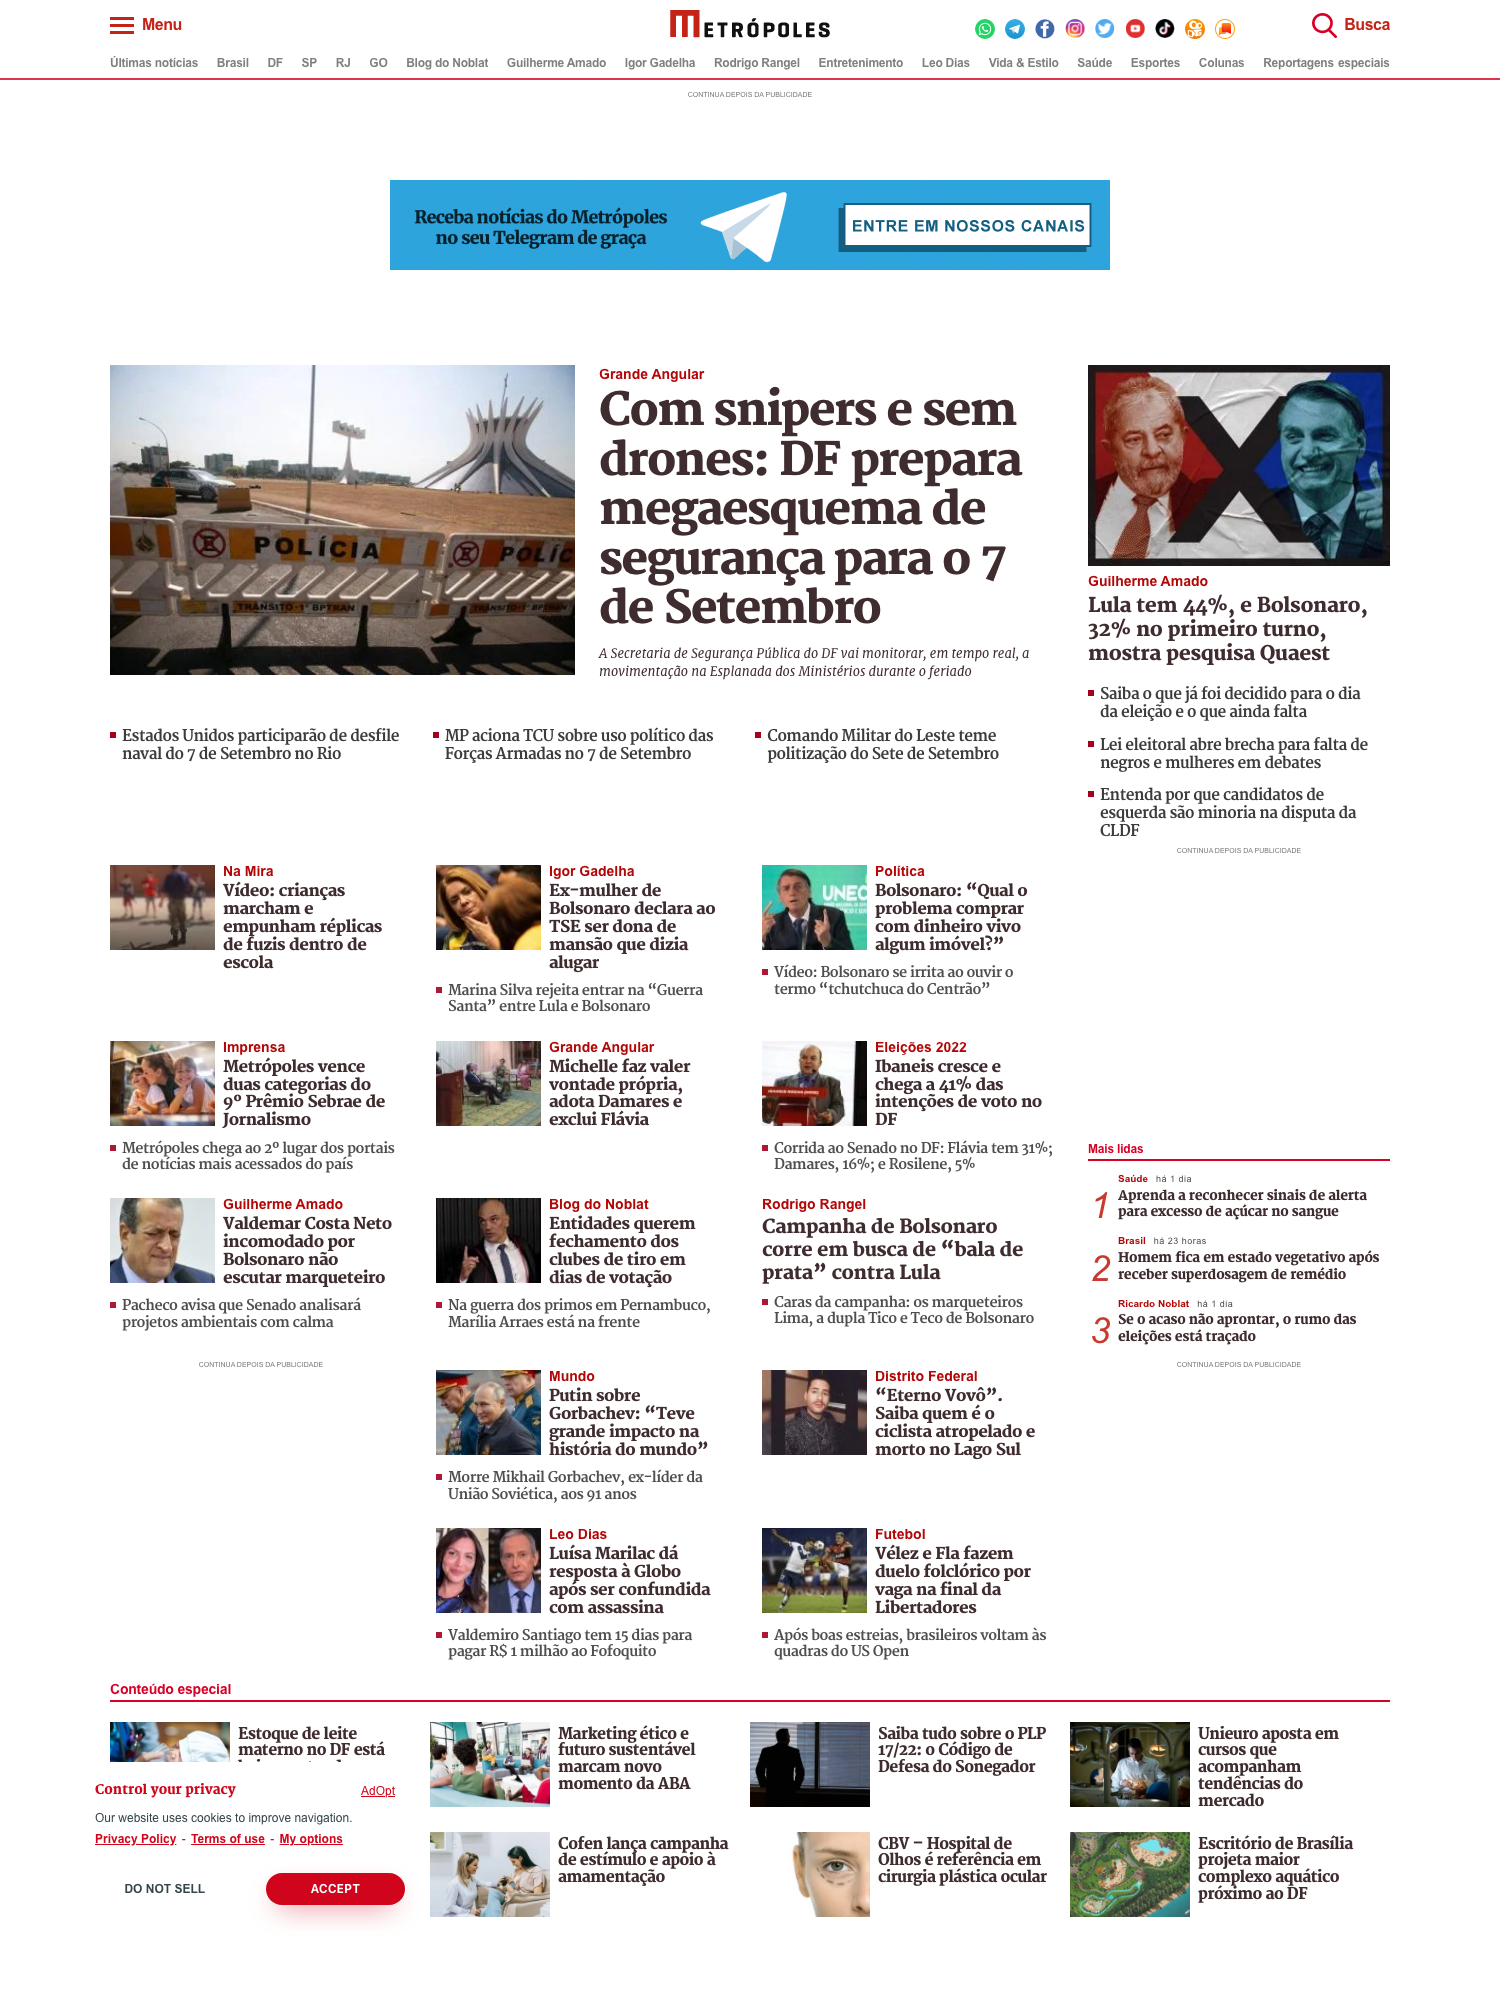 Menu
METRÓPOLES
Busca
Últimas notícias Brasil DF SP RJ GO Blog do Noblat Guilherme Amado Igor Gadelha Rodrigo Rangel Entretenimento Leo Dias Vida & Estilo Saúde Esportes Colunas Reportagens especiais
CONTINUA DEPOIS DA PUBLICIDADE
Receba notícias do Metrópoles
no seu Telegram de graça
ENTRE EM NOSSOS CANAIS
POLÍCIA
POLÍC
TRÂNSITO-1º BPTRAN
Grande Angular
Com snipers e sem
drones: DF prepara
megaesquema de
segurança para o 7
de Setembro
A Secretaria de Segurança Pública do DF vai monitorar, em tempo real, a
movimentação na Esplanada dos Ministérios durante o feriado
Estados Unidos participarão de desfile
naval do 7 de Setembro no Rio
MP aciona TCU sobre uso político das
Forças Armadas no 7 de Setembro
Comando Militar do Leste teme
politização do Sete de Setembro
X
Guilherme Amado
Lula tem 44%, e Bolsonaro,
32% no primeiro turno,
mostra pesquisa Quaest
Saiba o que já foi decidido para o dia
da eleição e o que ainda falta
Lei eleitoral abre brecha para falta de
negros e mulheres em debates
Entenda por que candidatos de
esquerda são minoria na disputa da
CLDF
CONTINUA DEPOIS DA PUBLICIDADE
Na Mira
Vídeo: crianças
marcham e
empunham réplicas
de fuzis dentro de
escola
Igor Gadelha
Ex-mulher de
Bolsonaro declara ao
TSE ser dona de
mansão que dizia
alugar
Marina Silva rejeita entrar na “Guerra
Santa” entre Lula e Bolsonaro
UNEC
Política
Bolsonaro: “Qual o
problema comprar
com dinheiro vivo
algum imóvel?”
Vídeo: Bolsonaro se irrita ao ouvir o
termo “tchutchuca do Centrão”
Imprensa
Metrópoles vence
duas categorias do
9º Prêmio Sebrae de
Jornalismo
Metrópoles chega ao 2º lugar dos portais
de notícias mais acessados do país
Grande Angular
Michelle faz valer
vontade própria,
adota Damares e
exclui Flávia
Eleições 2022
Ibaneis cresce e
chega a 41% das
intenções de voto no
DF
Corrida ao Senado no DF: Flávia tem 31%;
Damares, 16%; e Rosilene, 5%
Guilherme Amado
Valdemar Costa Neto
incomodado por
Bolsonaro não
escutar marqueteiro
Pacheco avisa que Senado analisará
projetos ambientais com calma
Blog do Noblat
Entidades querem
fechamento dos
clubes de tiro em
dias de votação
Na guerra dos primos em Pernambuco,
Marília Arraes está na frente
Rodrigo Rangel
Campanha de Bolsonaro
corre em busca de “bala de
prata” contra Lula
Caras da campanha: os marqueteiros
Lima, a dupla Tico e Teco de Bolsonaro
Mais lidas
1
Saúde há 1 dia
Aprenda a reconhecer sinais de alerta
para excesso de açúcar no sangue
2
Brasil há 23 horas
Homem fica em estado vegetativo após
receber superdosagem de remédio
3
Ricardo Noblat há 1 dia
Se o acaso não aprontar, o rumo das
eleições está traçado
CONTINUA DEPOIS DA PUBLICIDADE
CONTINUA DEPOIS DA PUBLICIDADE
Mundo
Putin sobre
Gorbachev: “Teve
grande impacto na
história do mundo”
Morre Mikhail Gorbachev, ex-líder da
União Soviética, aos 91 anos
Distrito Federal
“Eterno Vovô”.
Saiba quem é o
ciclista atropelado e
morto no Lago Sul
Leo Dias
Luísa Marilac dá
resposta à Globo
após ser confundida
com assassina
Valdemiro Santiago tem 15 dias para
pagar R$ 1 milhão ao Fofoquito
Futebol
Vélez e Fla fazem
duelo folclórico por
vaga na final da
Libertadores
Após boas estreias, brasileiros voltam às
quadras do US Open
Conteúdo especial
Estoque de leite
materno no DF está
Marketing ético e
futuro sustentável
marcam novo
momento da ABA
Saiba tudo sobre o PLP
17/22: o Código de
Defesa do Sonegador
Unieuro aposta em
cursos que
acompanham
tendências do
mercado
Control your privacy
AdOpt
Our website uses cookies to improve navigation.
Privacy Policy - Terms of use - My options
DO NOT SELL
ACCEPT
Cofen lança campanha
de estímulo e apoio à
amamentação
CBV – Hospital de
Olhos é referência em
cirurgia plástica ocular
Escritório de Brasília
projeta maior
complexo aquático
próximo ao DF